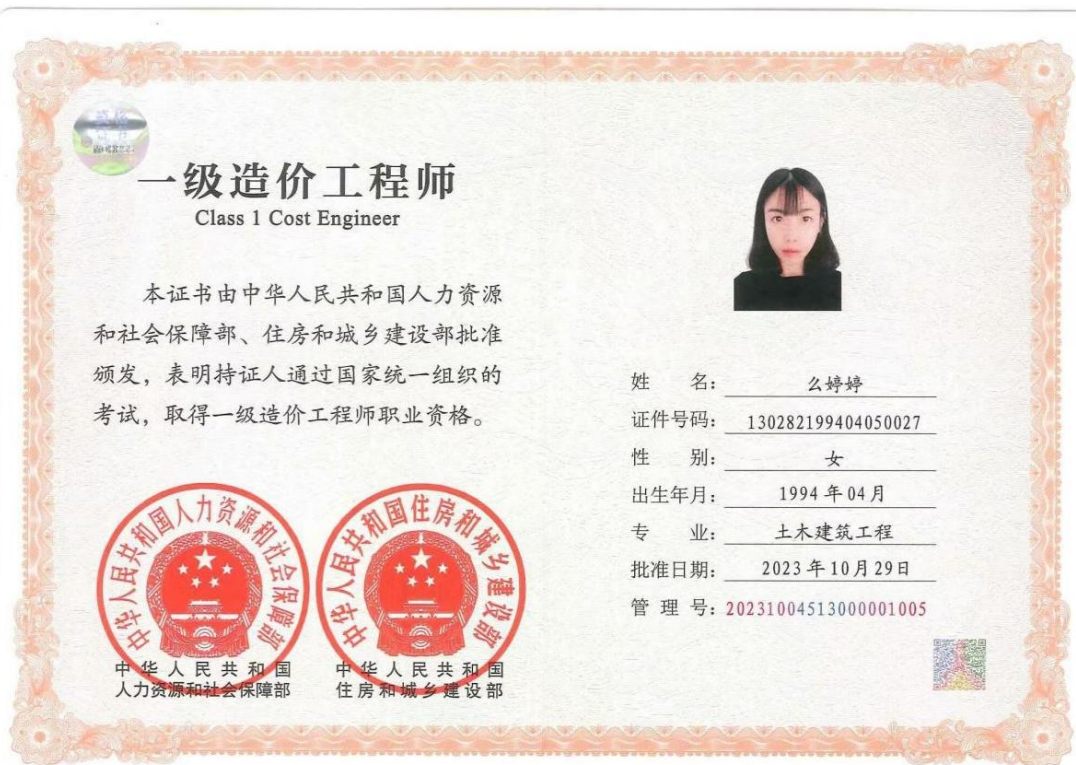 一级造价工程师
Class 1 Cost Engineer
本证书由中华人民共和国人力资源
和社会保障部、住房和城乡建设部批准
颁发，表明持证人通过国家统一组织的
考试，取得一级造价工程师职业资格。
中华人民共和国人力资源和社会保障部
中华人民共和国
人力资源和社会保障部
中华人民共和国住房和城乡建设部
中华人民共和国
住房和城乡建设部
姓 名： 么婷婷
证件号码： 130282199404050027
性 别： 女
出生年月： 1994年04月
专 业： 土木建筑工程
批准日期： 2023年10月29日
管 理 号： 20231004513000001005